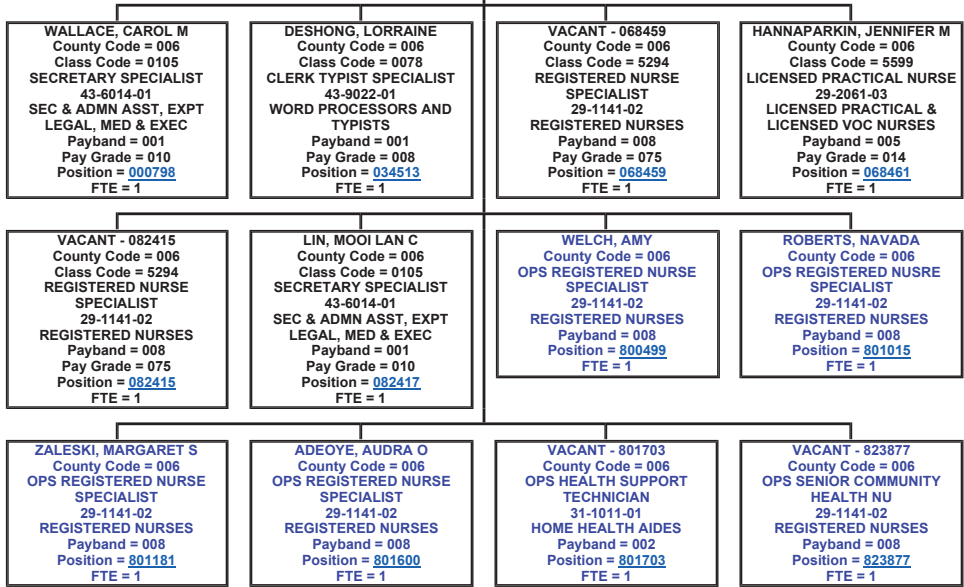 WALLACE, CAROL M
County Code = 006
Class Code = 0105
SECRETARY SPECIALIST
43-6014-01
SEC & ADMN ASST, EXPT
LEGAL, MED & EXEC
Payband = 001
Pay Grade = 010
Position = 000798
FTE = 1
DESHONG, LORRAINE
County Code = 006
Class Code = 0078
CLERK TYPIST SPECIALIST
43-9022-01
WORD PROCESSORS AND
TYPISTS
Payband = 001
Pay Grade = 008
Position = 034513
FTE = 1
VACANT - 068459
County Code = 006
Class Code = 5294
REGISTERED NURSE
SPECIALIST
29-1141-02
REGISTERED NURSES
Payband = 008
Pay Grade = 075
Position = 068459
FTE = 1
HANNAPARKIN, JENNIFER M
County Code = 006
Class Code = 5599
LICENSED PRACTICAL NURSE
29-2061-03
LICENSED PRACTICAL &
LICENSED VOC NURSES
Payband = 005
Pay Grade = 014
Position = 068461
FTE = 1
VACANT - 082415
County Code = 006
Class Code = 5294
REGISTERED NURSE
SPECIALIST
29-1141-02
REGISTERED NURSES
Payband = 008
Pay Grade = 075
Position = 082415
FTE = 1
LIN, MOOI LAN C
County Code = 006
Class Code = 0105
SECRETARY SPECIALIST
43-6014-01
SEC & ADMN ASST, EXPT
LEGAL, MED & EXEC
Payband = 001
Pay Grade = 010
Position = 082417
FTE = 1
WELCH, AMY
County Code = 006
OPS REGISTERED NURSE
SPECIALIST
29-1141-02
REGISTERED NURSES
Payband = 008
Position = 800499
FTE = 1
ROBERTS, NAVADA
County Code = 006
OPS REGISTERED NUSRE
SPECIALIST
29-1141-02
REGISTERED NURSES
Payband = 008
Position = 801015
FTE = 1
ZALESKI, MARGARET S
County Code = 006
OPS REGISTERED NURSE
SPECIALIST
29-1141-02
REGISTERED NURSES
Payband = 008
Position = 801181
FTE = 1
ADEOYE, AUDRA O
County Code = 006
OPS REGISTERED NURSE
SPECIALIST
29-1141-02
REGISTERED NURSES
Payband = 008
Position = 801600
FTE = 1
VACANT - 801703
County Code = 006
OPS HEALTH SUPPORT
TECHNICIAN
31-1011-01
HOME HEALTH AIDES
Payband = 002
Position = 801703
FTE = 1
VACANT - 823877
County Code = 006
OPS SENIOR COMMUNITY
HEALTH NU
29-1141-02
REGISTERED NURSES
Payband = 008
Position = 823877
FTE = 1